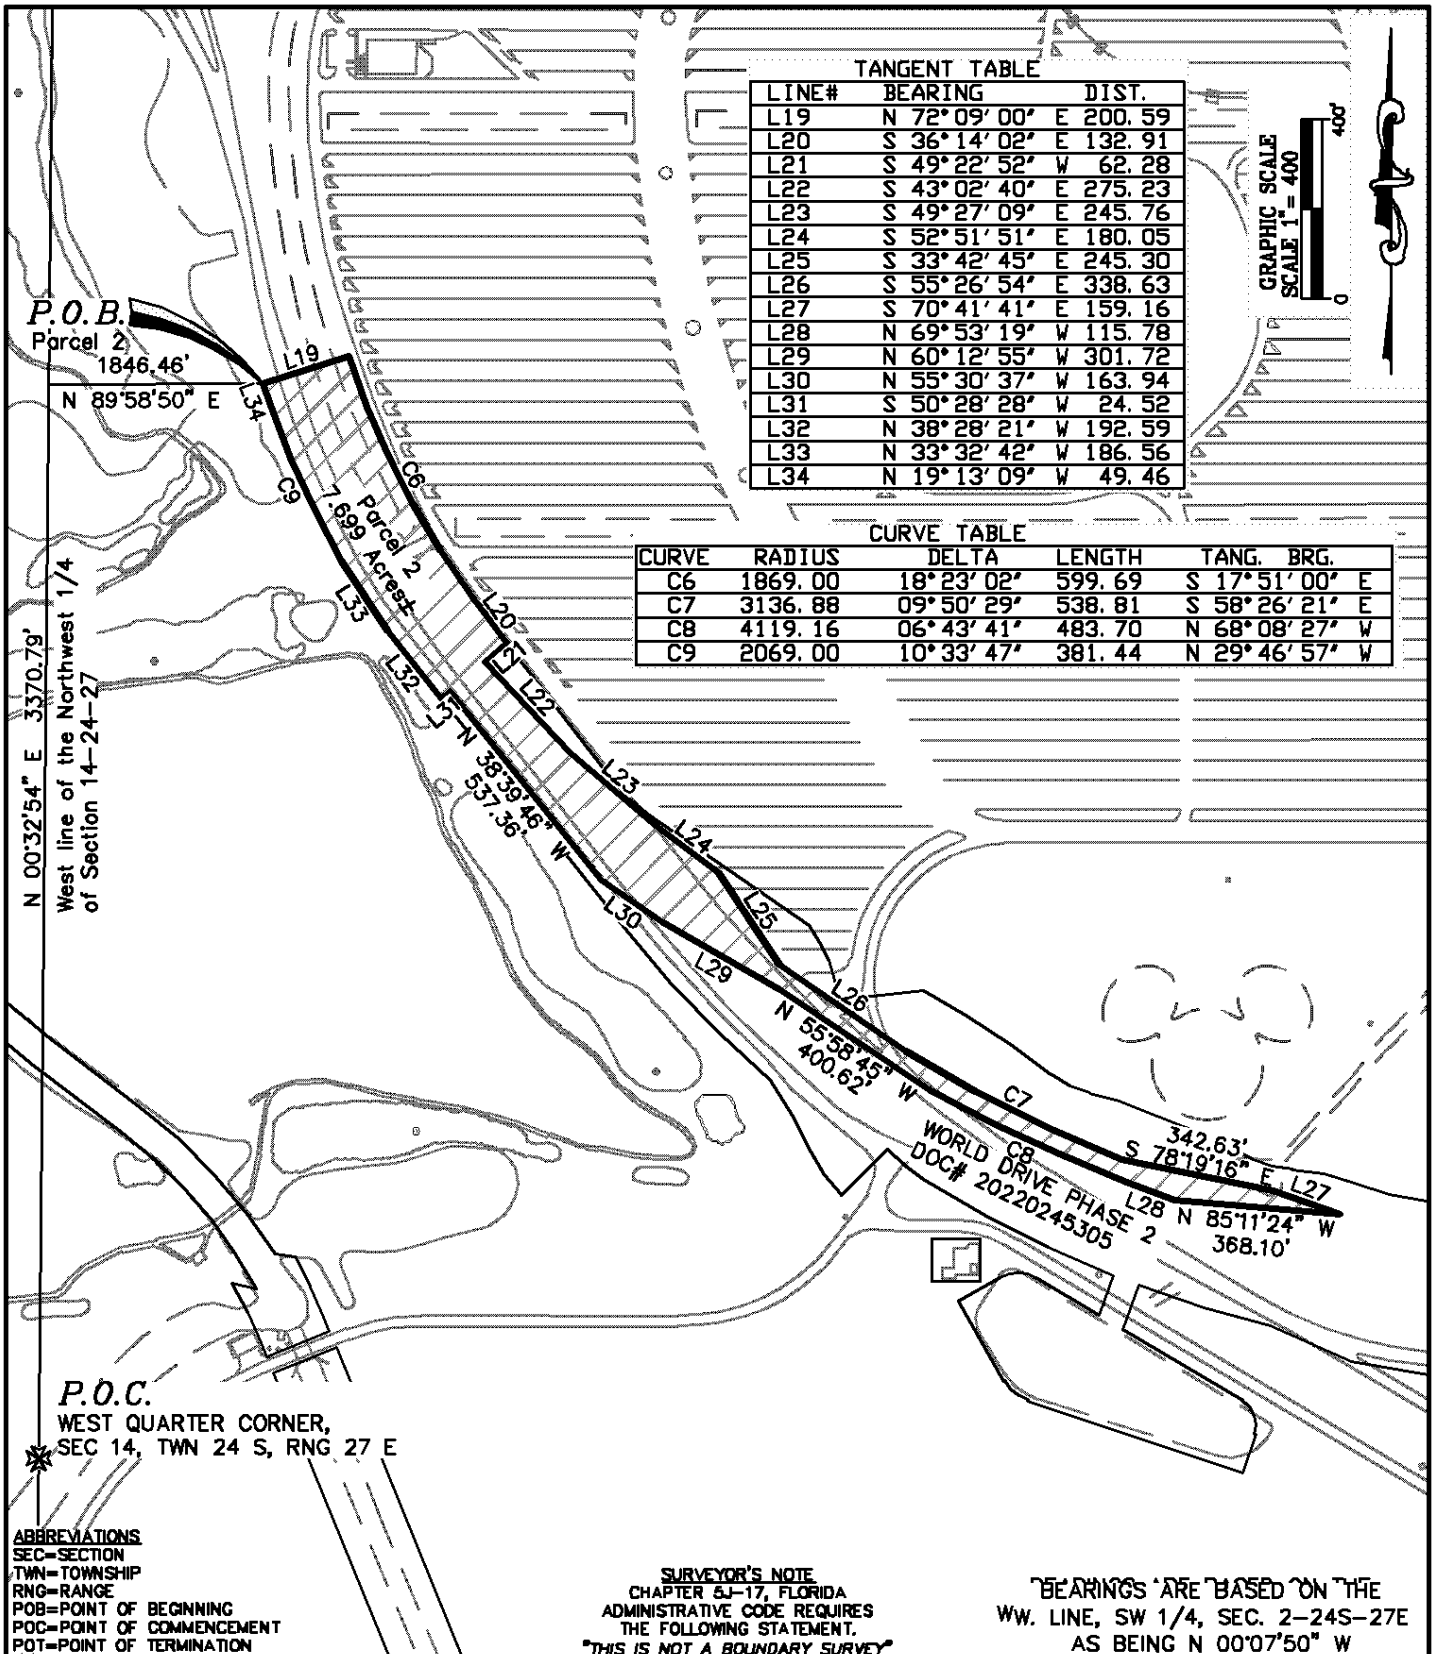 TANGENT TABLE
LINE# BEARING DIST.
L19 N 72°09'00" E 200.59
L20 S 36°14'02" E 132.91
L21 S 49°22'52" W 62.28
L22 S 43°02'40" E 275.23
L23 S 49°27'09" E 245.76
L24 S 52°51'51" E 180.05
L25 S 33°42'45" E 245.30
L26 S 55°26'54" E 338.63
L27 S 70°41'41" E 159.16
L28 N 69°53'19" W 115.78
L29 N 60°12'55" W 301.72
L30 N 55°30'37" W 163.94
L31 S 50°28'28" W 24.52
L32 N 38°28'21" W 192.59
L33 N 33°32'42" W 186.56
L34 N 19°13'09" W 49.46
GRAPHIC SCALE
SCALE 1" = 400
0
400'
P.O.B.
Parcel 2
1846.46'
N 89°58'50" E
L19
L34
C6
C9
Parcel 2
7.699 Acres±
L33
L20
L32
L22
N 38°39'46" W
537.36'
L23
L24
L25
L30
L29
L26
N 55°58'45" W
400.62'
C7
C8
342.63'
S 78°19'16" E
L27
L28
N 85°11'24" W
368.10'
WORLD DRIVE PHASE 2
DOC# 20220245305
CURVE TABLE
CURVE RADIUS DELTA LENGTH TANG. BRG.
C6 1869.00 18°23'02" 599.69 S 17°51'00" E
C7 3136.88 09°50'29" 538.81 S 58°26'21" E
C8 4119.16 06°43'41" 483.70 N 68°08'27" W
C9 2069.00 10°33'47" 381.44 N 29°46'57" W
N 00°32'54" E 3370.79'
West line of the Northwest 1/4
of Section 14-24-27
P.O.C.
WEST QUARTER CORNER,
SEC 14, TWN 24 S, RNG 27 E
ABBREVIATIONS
SEC=SECTION
TWN=TOWNSHIP
RNG=RANGE
POB=POINT OF BEGINNING
POC=POINT OF COMMENCEMENT
POT=POINT OF TERMINATION
SURVEYOR'S NOTE
CHAPTER 5J-17, FLORIDA
ADMINISTRATIVE CODE REQUIRES
THE FOLLOWING STATEMENT.
"THIS IS NOT A BOUNDARY SURVEY"
BEARINGS ARE BASED ON THE
WW. LINE, SW 1/4, SEC. 2-24S-27E
AS BEING N 00°07'50" W